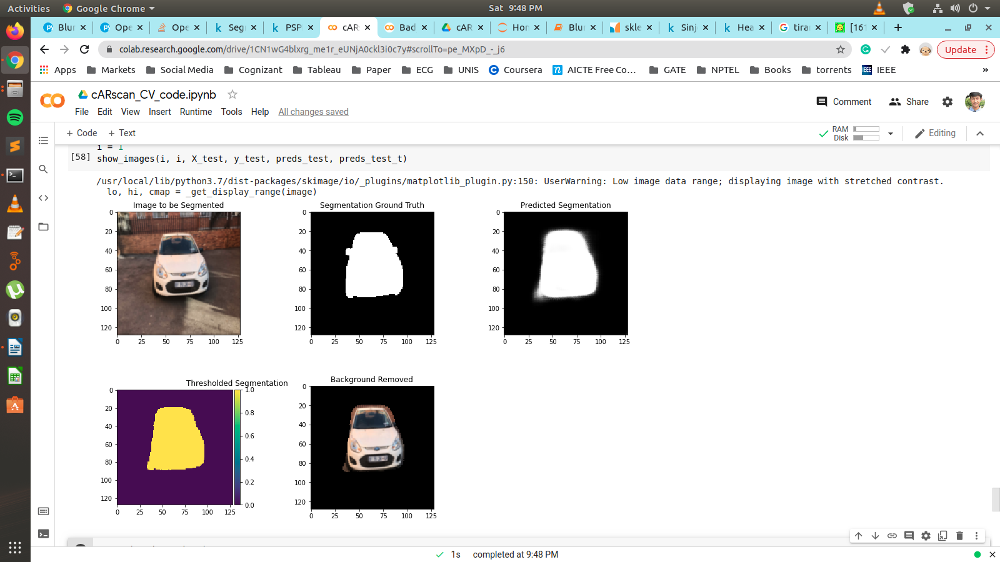 Activities
Google Chrome
Sat 9:48 PM
Blur
Ope
Ope
Seg
PSP
cAR
Bad
cAR
Hor
Blur
skle
Sinj
Hea
tirar
[161
colab.research.google.com/drive/1CN1wG4blxrg_me1r_eUNjA0ckl3i0c7y#scrollTo=pe_MXpD_-_j6
Update
Apps
Markets
Social Media
Cognizant
Tableau
Paper
ECG
UNIS
Coursera
AICTE Free Co...
GATE
NPTEL
Books
torrents
IEEE
IEEE
»
cARscan_CV_code.ipynb
Comment
Share
File Edit View Insert Runtime Tools Help All changes saved
+ Code + Text
RAM
Disk
Editing
i = 1
[58] show_images(i, i, X_test, y_test, preds_test, preds_test_t)
/usr/local/lib/python3.7/dist-packages/skimage/io/_plugins/matplotlib_plugin.py:150: UserWarning: Low image data range; displaying image with stretched contrast.
lo, hi, cmap = _get_display_range(image)
Image to be Segmented
0
20
40
60
80
100
120
0 25 50 75 100 125
Segmentation Ground Truth
0
20
40
60
80
100
120
0 25 50 75 100 125
Predicted Segmentation
0
20
40
60
80
100
120
0 25 50 75 100 125
Thresholded Segmentation
0
20
40
60
80
100
120
0 25 50 75 100 125
1.0
0.8
0.6
0.4
0.2
0.0
Background Removed
0
20
40
60
80
100
120
0 25 50 75 100 125
1s completed at 9:48 PM